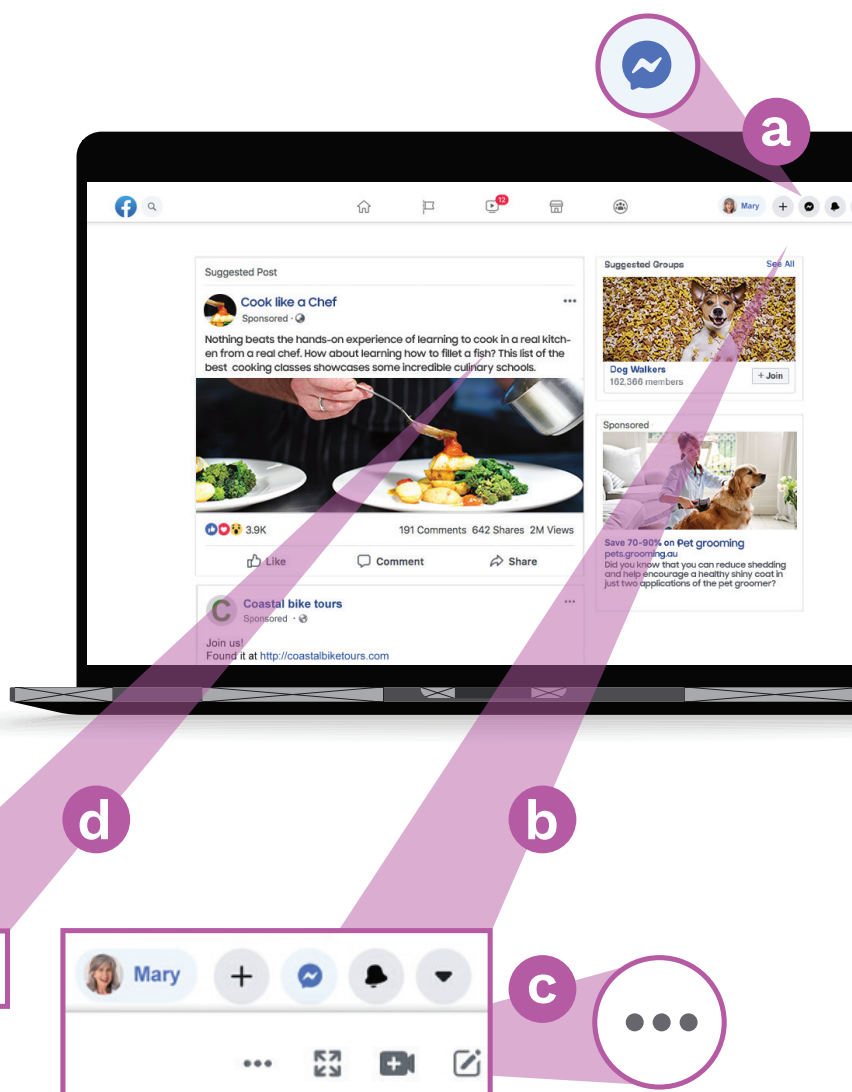 a
12
Mary
Suggested Post
Cook like a Chef
Sponsored ·
Nothing beats the hands-on experience of learning to cook in a real kitch-
en from a real chef. How about learning how to fillet a fish? This list of the
best cooking classes showcases some incredible culinary schools.
3.9K
191 Comments 642 Shares 2M Views
Like
Comment
Share
C
Coastal bike tours
Sponsored ·
Join us!
Found it at http://coastalbiketours.com
Suggested Groups
See All
Dog Walkers
162,366 members
+ Join
Sponsored
Save 70-90% on Pet grooming
pets.grooming.au
Did you know that you can reduce shedding
and help encourage a healthy shiny coat in
just two applications of the pet groomer?
d
b
Mary
c